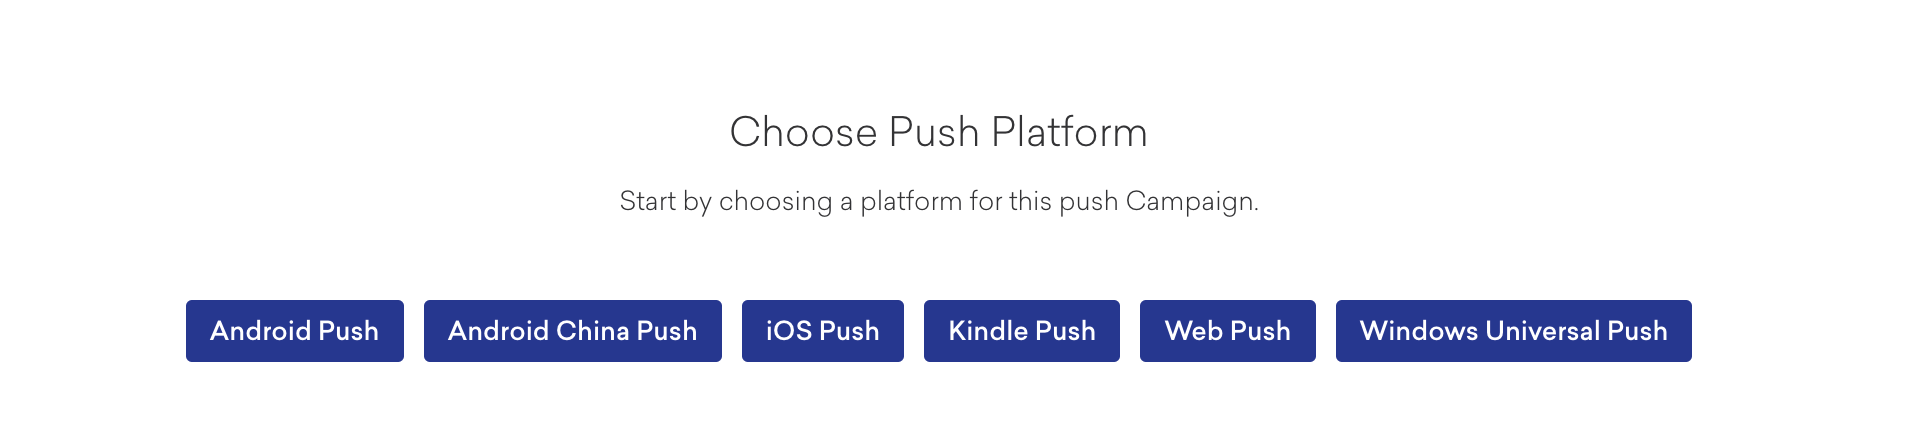 Choose Push Platform
Start by choosing a platform for this push Campaign.
Android Push Android China Push iOS Push Kindle Push Web Push Windows Universal Push